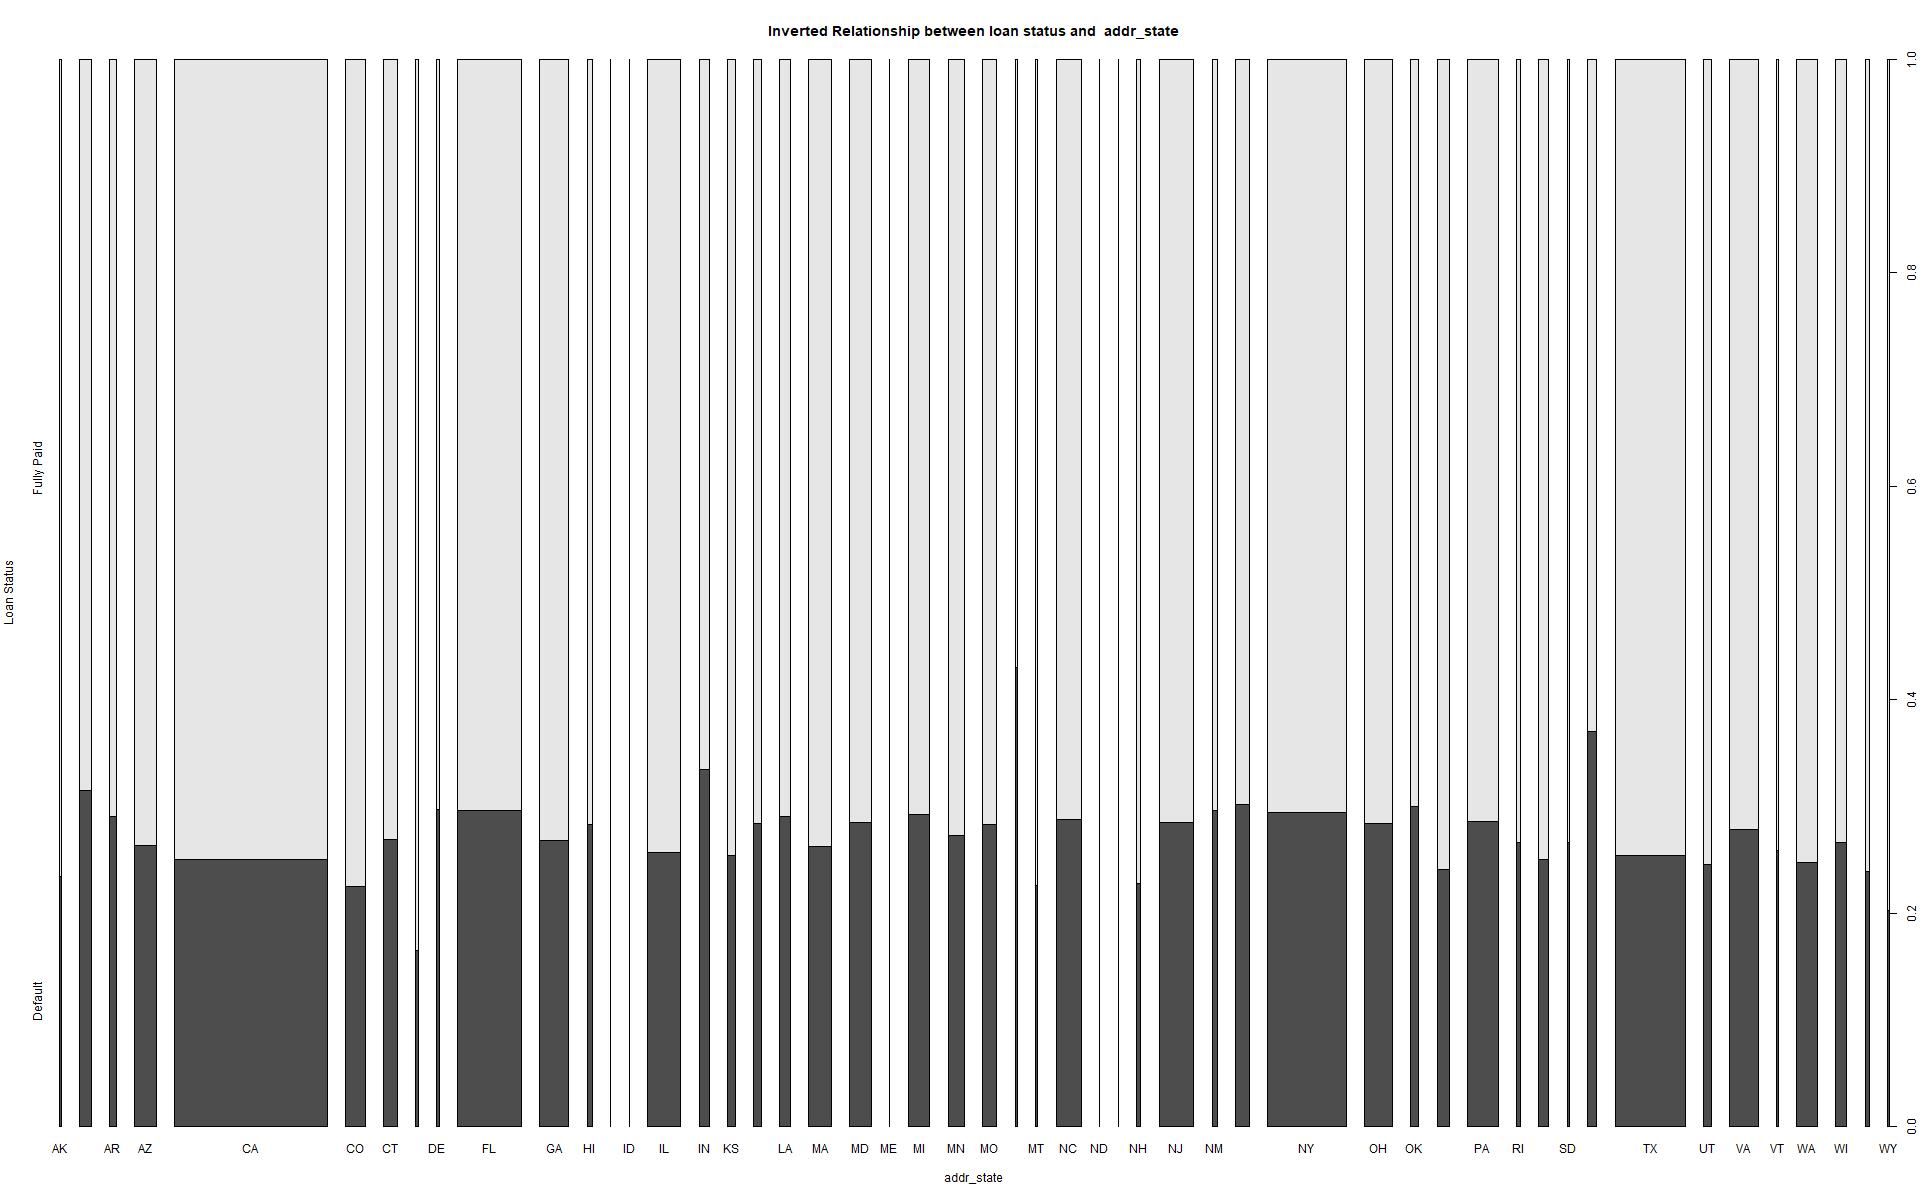 Inverted Relationship between loan status and addr_state
1.0
0.8
0.6
0.4
0.2
0.0
Fully Paid
Default
Loan Status
AK AR AZ CA CO CT DE FL GA HI ID IL IN KS LA MA MD ME MI MN MO MT NC ND NH NJ NM NY OH OK PA RI SD TX UT VA VT WA WI WY
addr_state